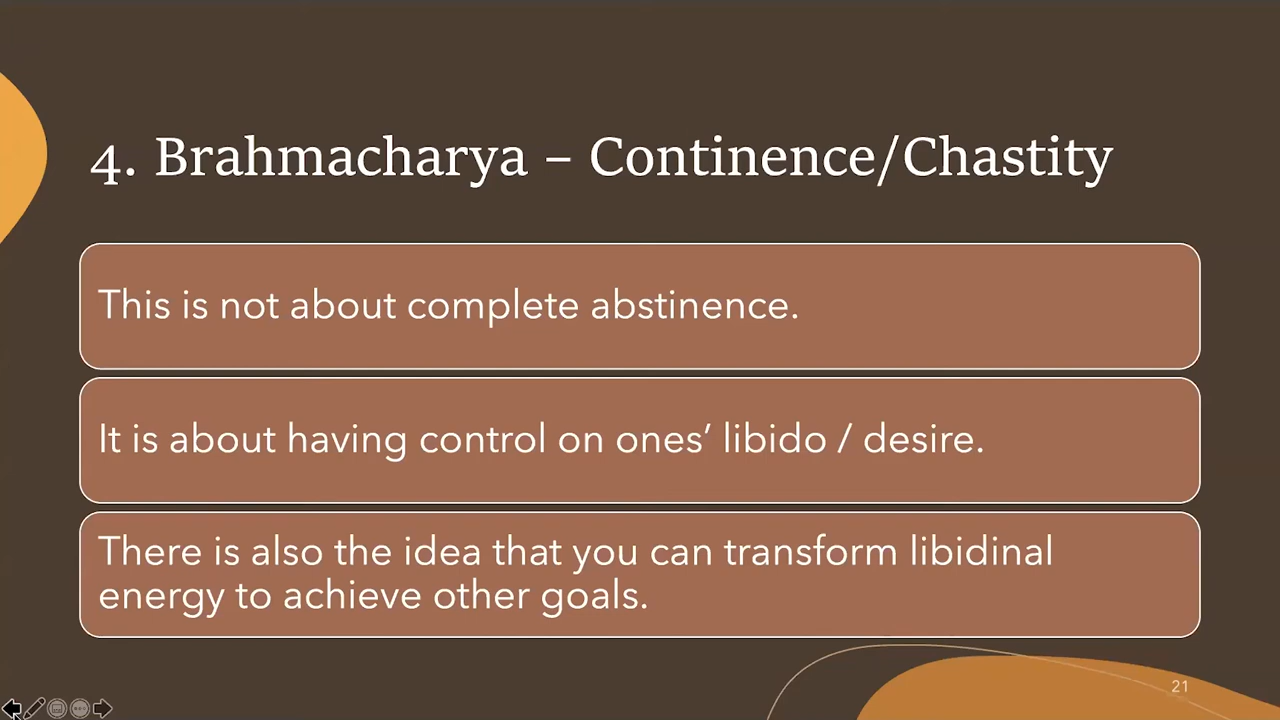 4. Brahmacharya – Continence/Chastity
This is not about complete abstinence.
It is about having control on ones’ libido / desire.
There is also the idea that you can transform libidinal
energy to achieve other goals.
21